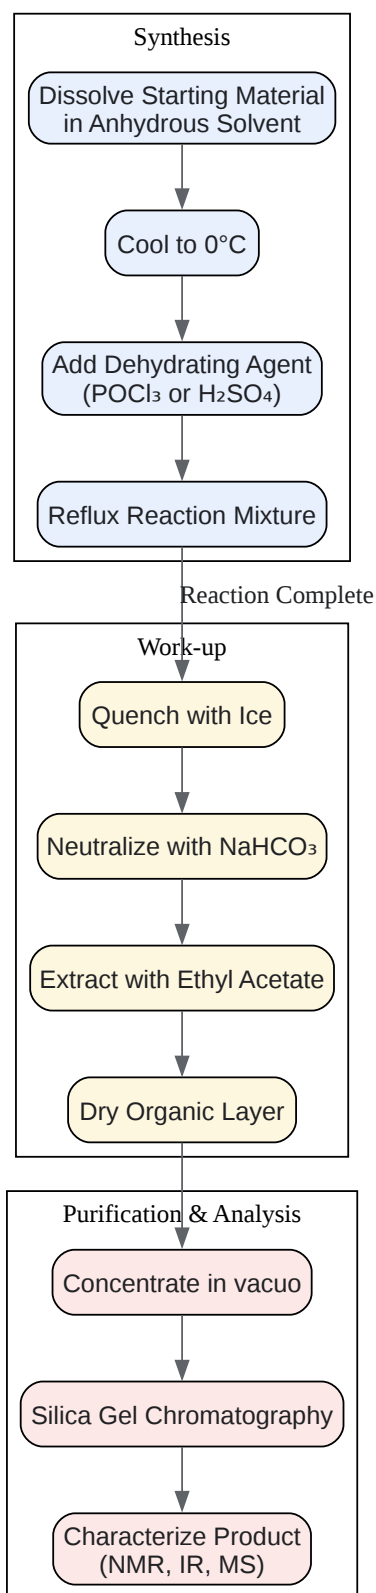 Synthesis
Dissolve Starting Material
in Anhydrous Solvent
Cool to 0°C
Add Dehydrating Agent
(POCl₃ or H₂SO₄)
Reflux Reaction Mixture
Reaction Complete
Work-up
Quench with Ice
Neutralize with NaHCO₃
Extract with Ethyl Acetate
Dry Organic Layer
Purification & Analysis
Concentrate in vacuo
Silica Gel Chromatography
Characterize Product
(NMR, IR, MS)